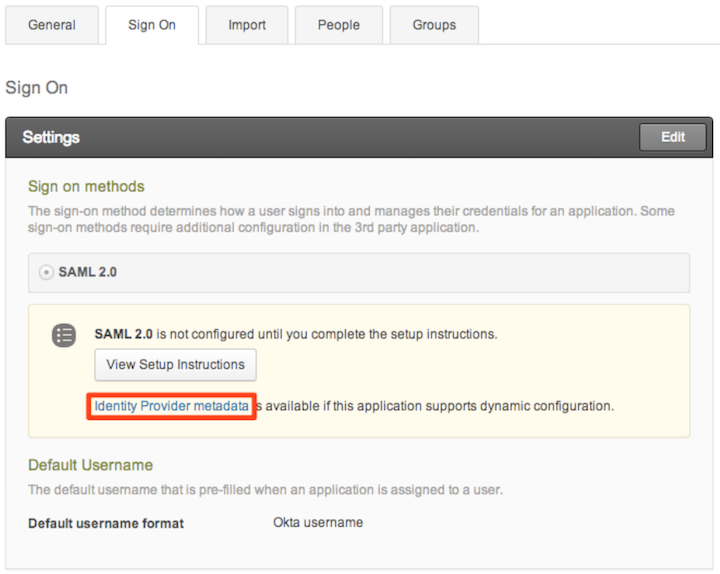 General
Sign On
Import
People
Groups
Sign On
Settings
Edit
Sign on methods
The sign-on method determines how a user signs into and manages their credentials for an application. Some
sign-on methods require additional configuration in the 3rd party application.
SAML 2.0
SAML 2.0 is not configured until you complete the setup instructions.
View Setup Instructions
Identity Provider metadata is available if this application supports dynamic configuration.
Default Username
The default username that is pre-filled when an application is assigned to a user.
Default username format Okta username